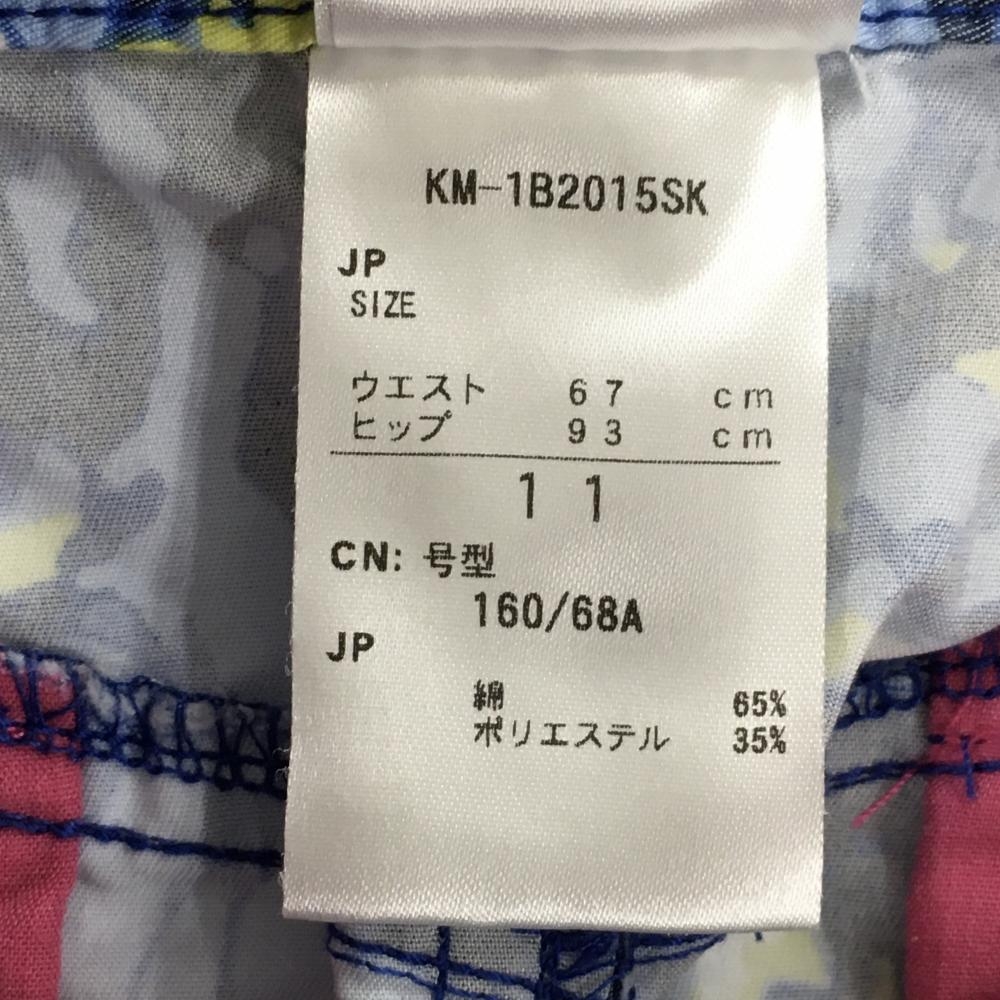 KM-1B2015SK
JP
SIZE
ウエスト 67 cm
ヒップ 93 cm
11
CN: 号型
160/68A
JP
綿 65%
ポリエステル 35%